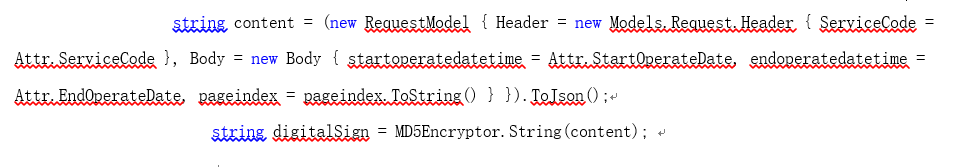 string content = (new RequestModel { Header = new Models.Request.Header { ServiceCode =
Attr.ServiceCode }, Body = new Body { startoperatedatetime = Attr.StartOperateDate, endoperatedatetime =
Attr.EndOperateDate, pageindex = pageindex.ToString() } }).ToJson();
string digitalSign = MD5Encryptor.String(content);